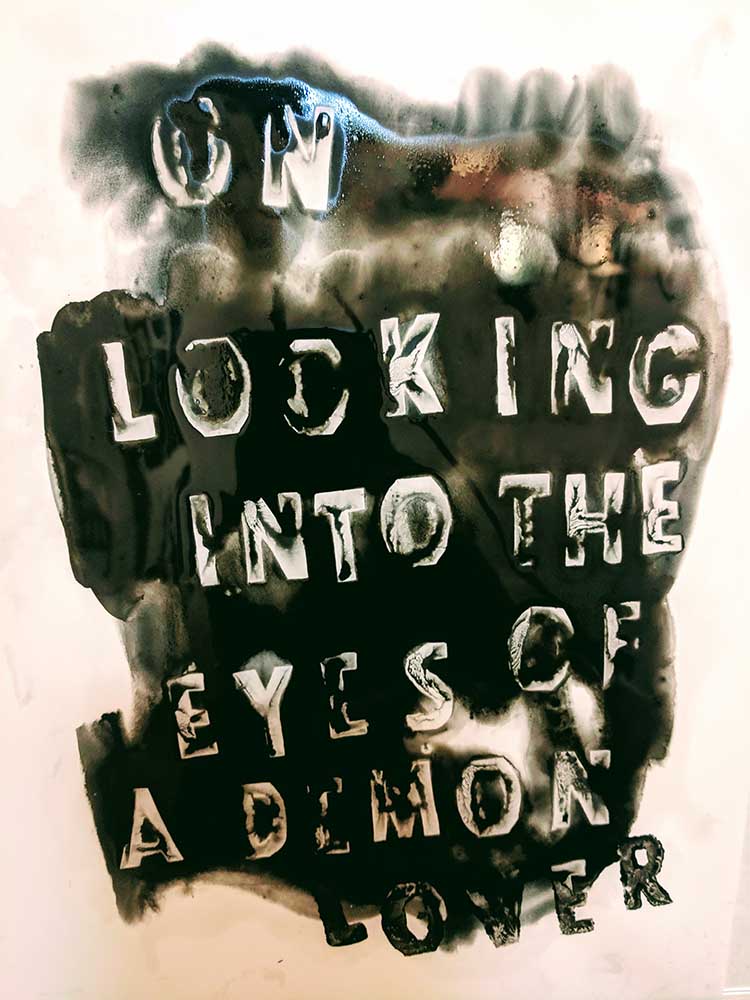 ON
LOOKING
INTO THE
EYES OF
A DEMON
LOVER